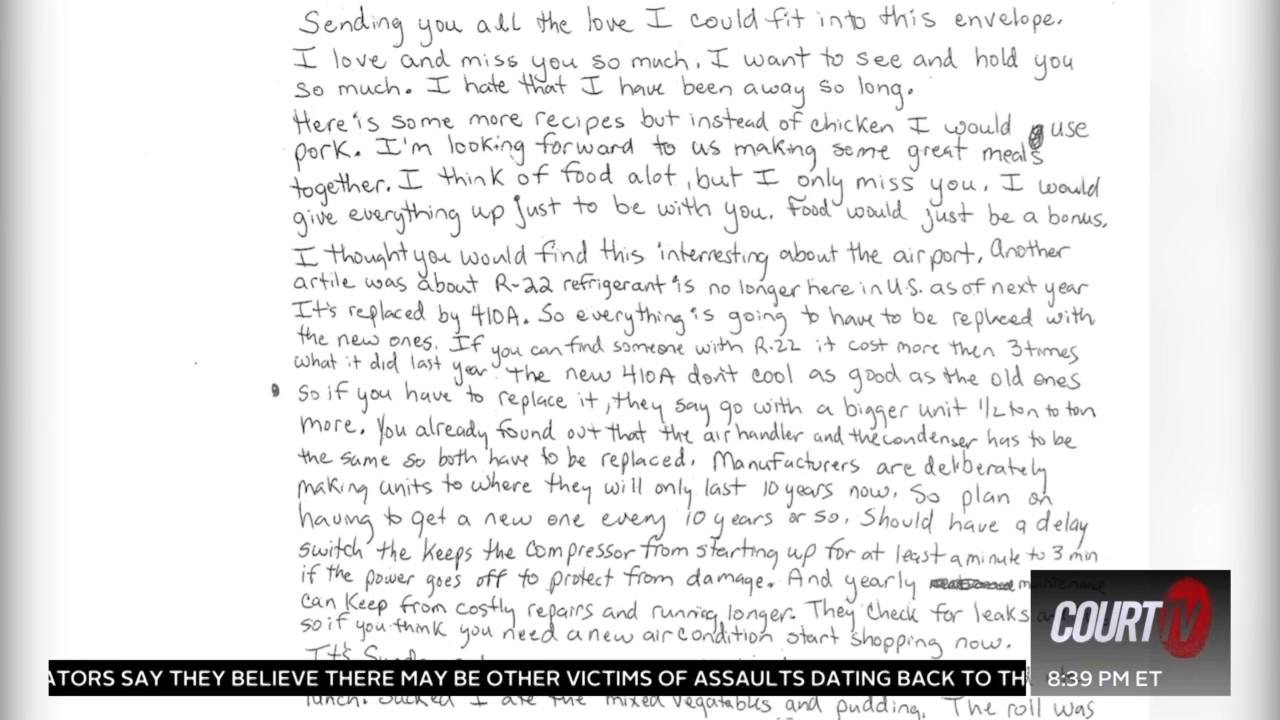 Sending you all the love I could fit into this envelope.
I love and miss you so much. I want to see and hold you
so much. I hate that I have been away so long.
Here is some more recipes but instead of chicken I would use
pork. I'm looking forward to us making some great meals
together. I think of food alot, but I only miss you. I would
give everything up just to be with you. Food would just be a bonus.
I thought you would find this interresting about the airport. Another
artile was about R-22 refrigerant is no longer here in U.S. as of next year
It's replaced by 410A. So everything is going to have to be replaced with
the new ones. If you can find someone with R-22 it cost more then 3 times
what it did last year. The new 410A don't cool as good as the old ones
so if you have to replace it, they say go with a bigger unit 1/2 ton to ton
more. You already found out that the air handler and the condenser has to be
the same so both have to be replaced. Manufacturers are deliberately
making units to where they will only last 10 years now. So plan on
having to get a new one every 10 years or so. Should have a delay
switch the keeps the compressor from starting up for at least a minute to 3 min
if the power goes off to protect from damage. And yearly
can keep from costly repairs and running longer. They check for leaks
so if you think you need a new air condition start shopping now.
It's
lunch. Sucked I ate the mixed vegatables and pudding. The roll was
COURT TV
ATORS SAY THEY BELIEVE THERE MAY BE OTHER VICTIMS OF ASSAULTS DATING BACK TO TH
8:39 PM ET